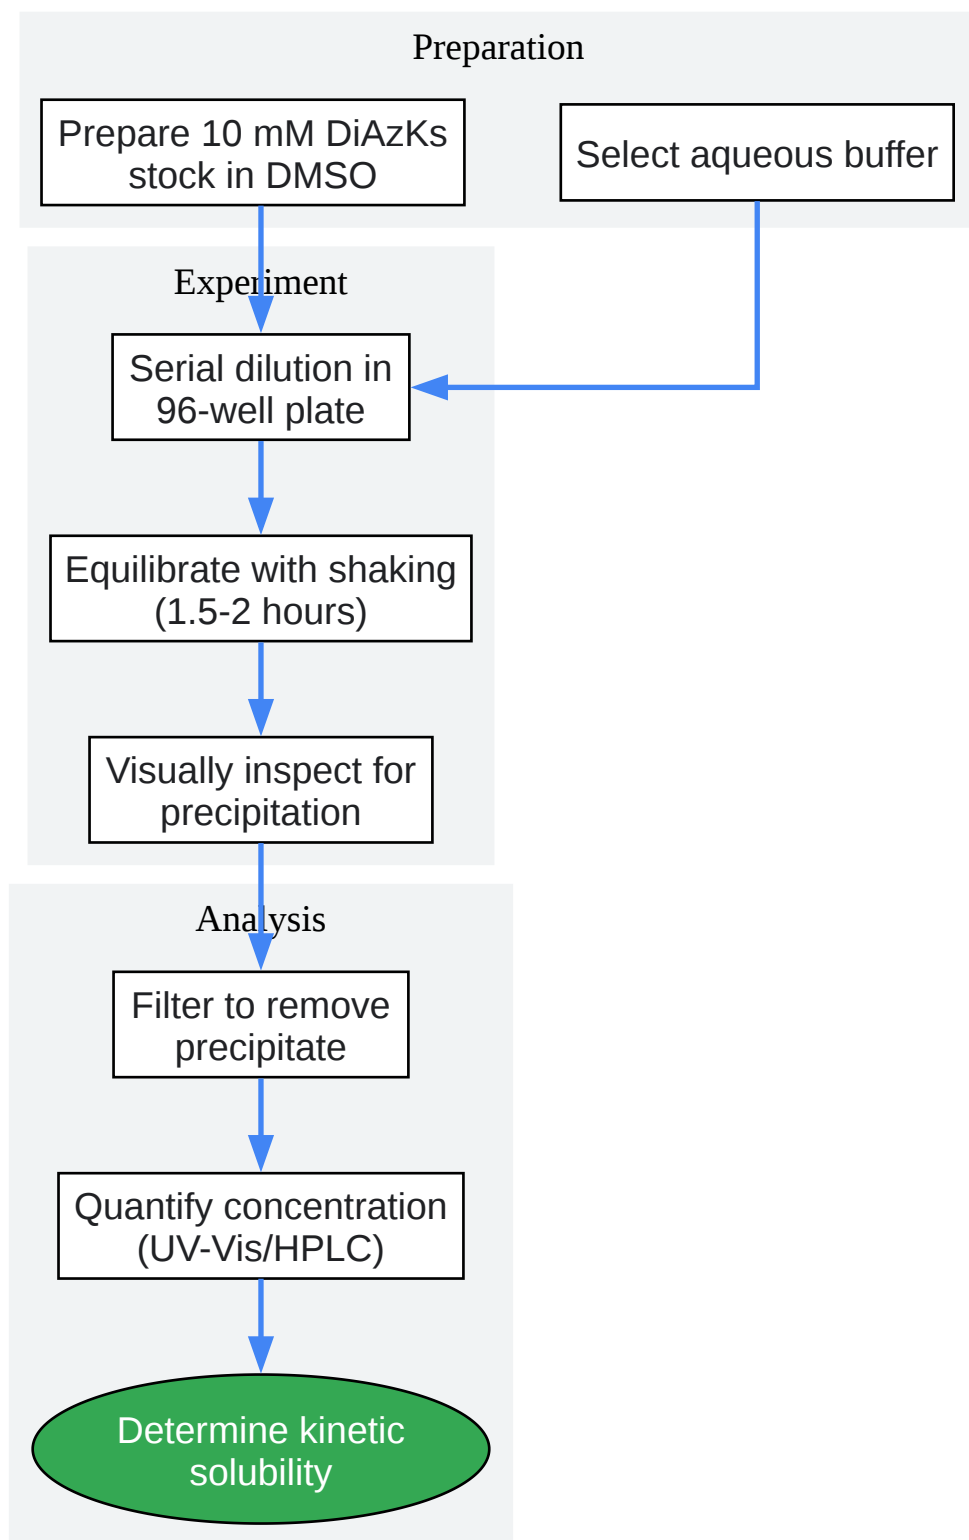 Preparation
Prepare 10 mM DiAzKs
stock in DMSO
Select aqueous buffer
Experiment
Serial dilution in
96-well plate
Equilibrate with shaking
(1.5-2 hours)
Visually inspect for
precipitation
Analysis
Filter to remove
precipitate
Quantify concentration
(UV-Vis/HPLC)
Determine kinetic
solubility